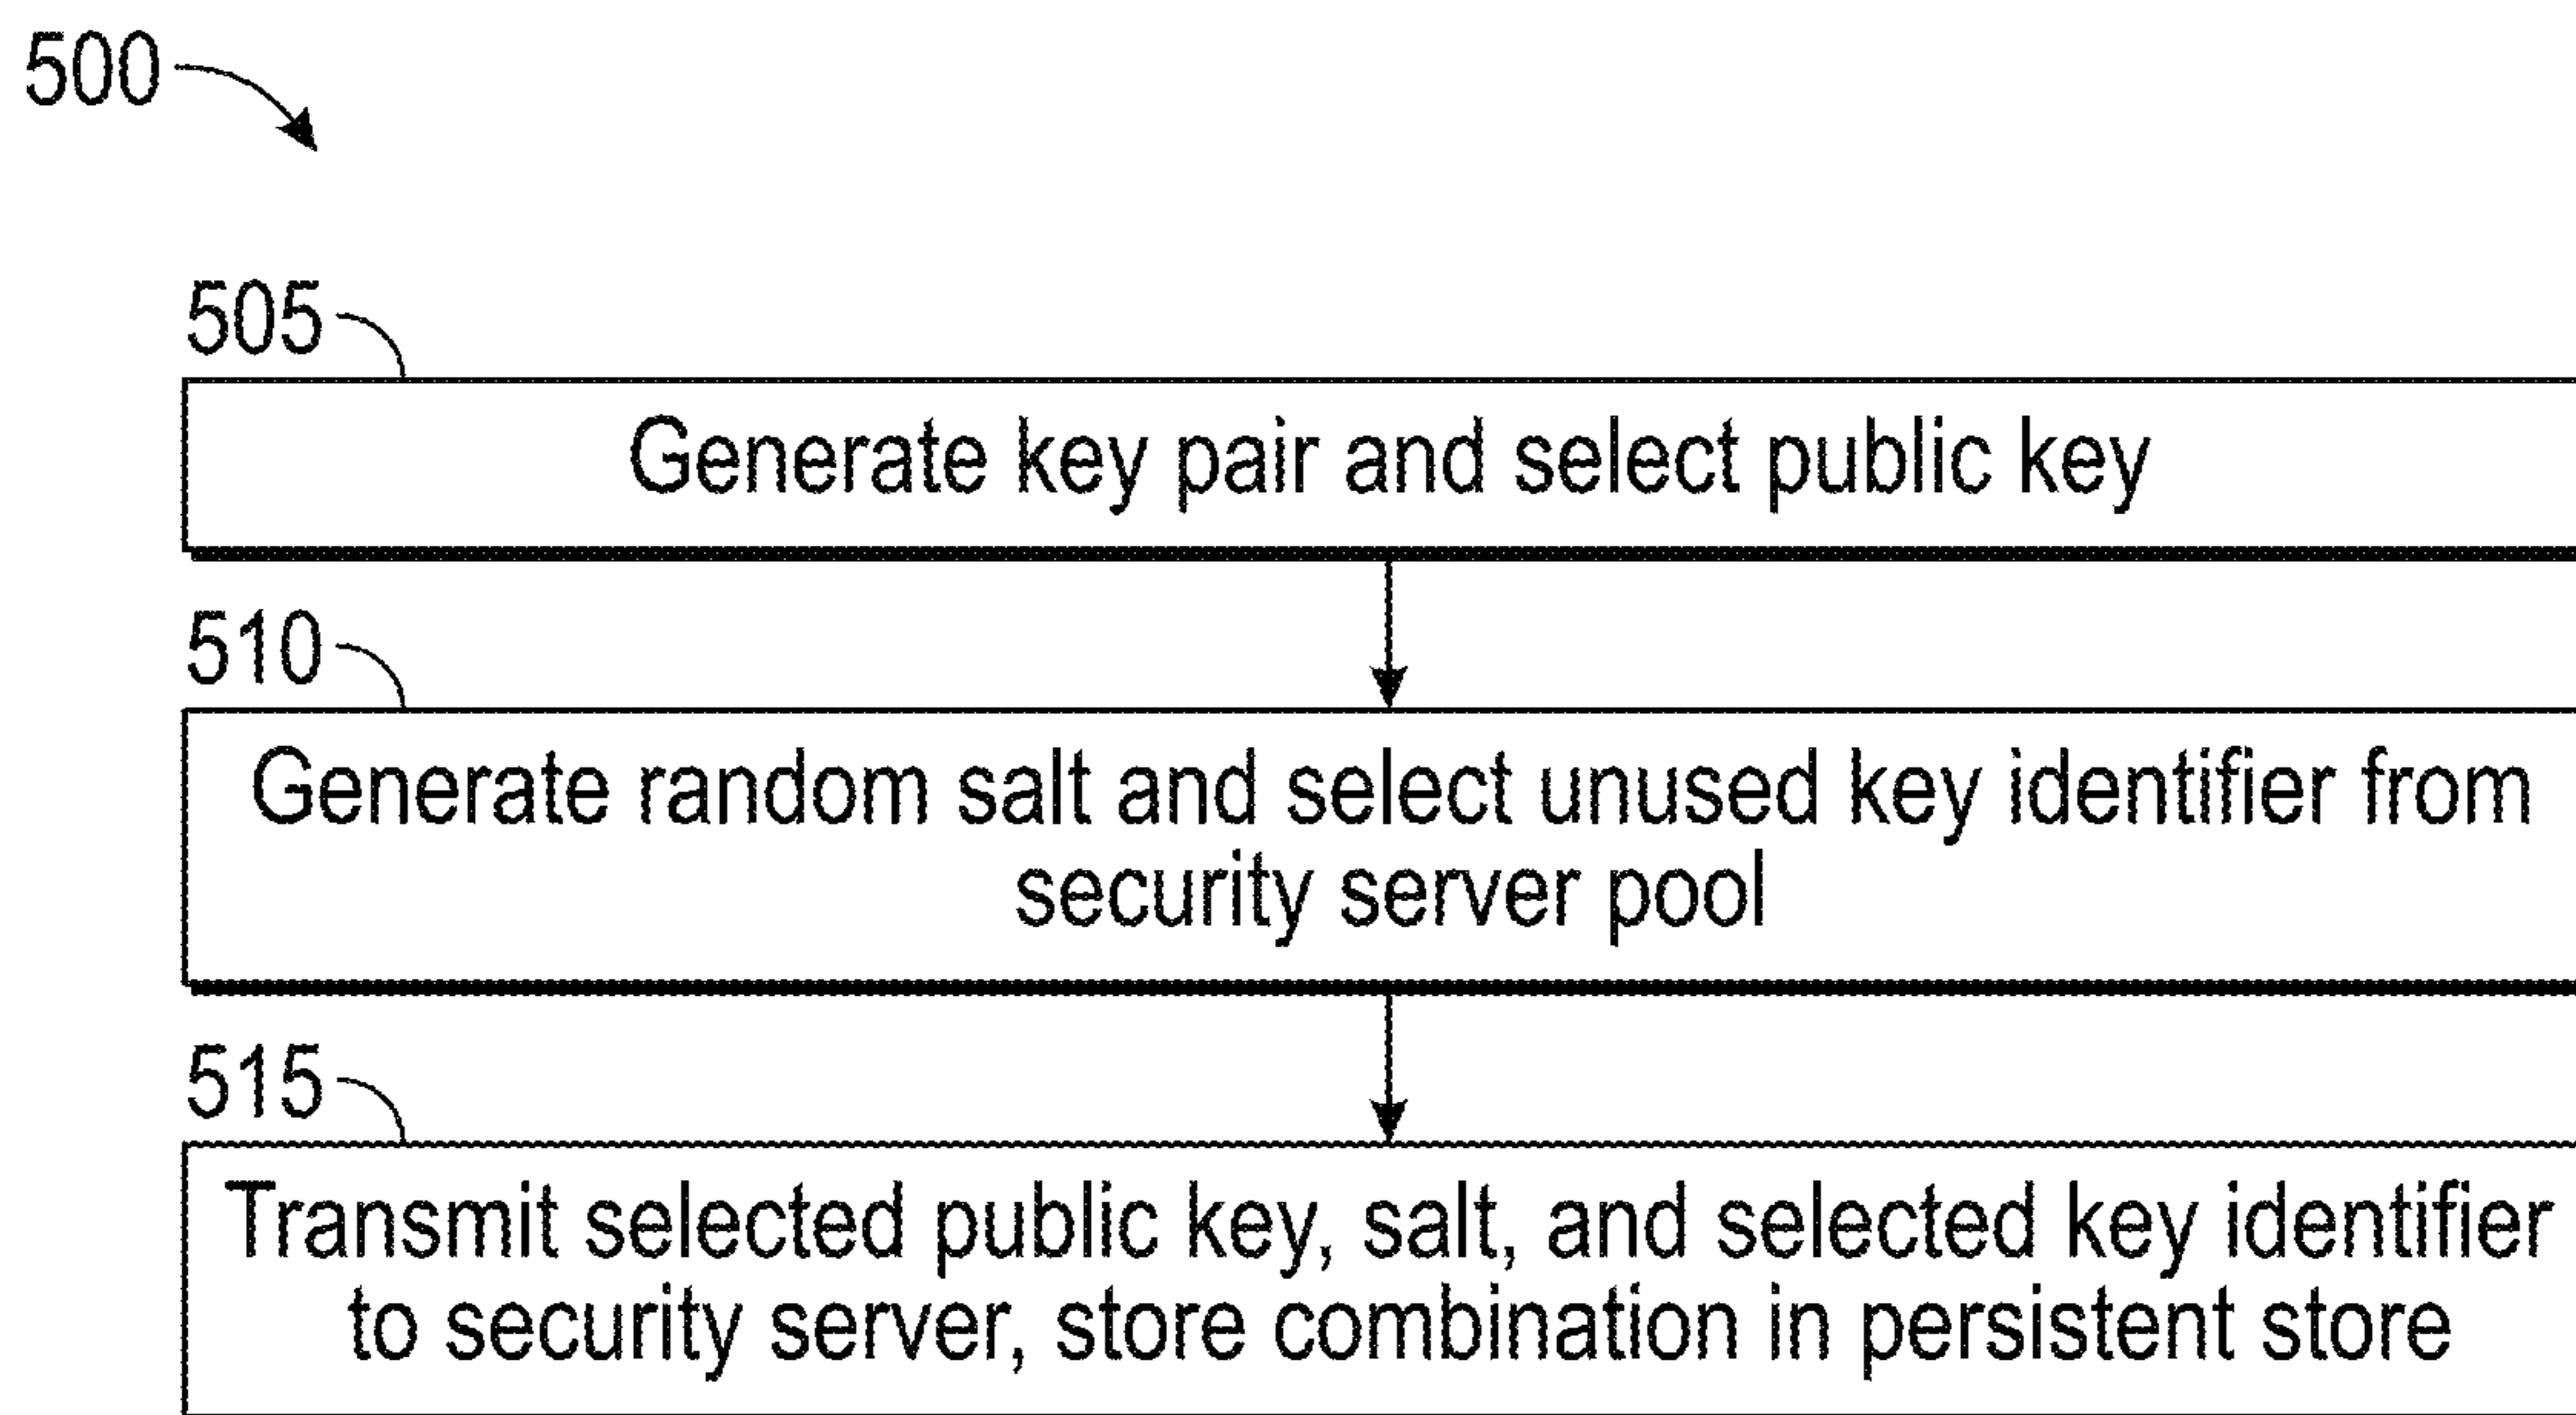 500
505
Generate key pair and select public key
510
Generate random salt and select unused key identifier from
security server pool
515
Transmit selected public key, salt, and selected key identifier
to security server, store combination in persistent store